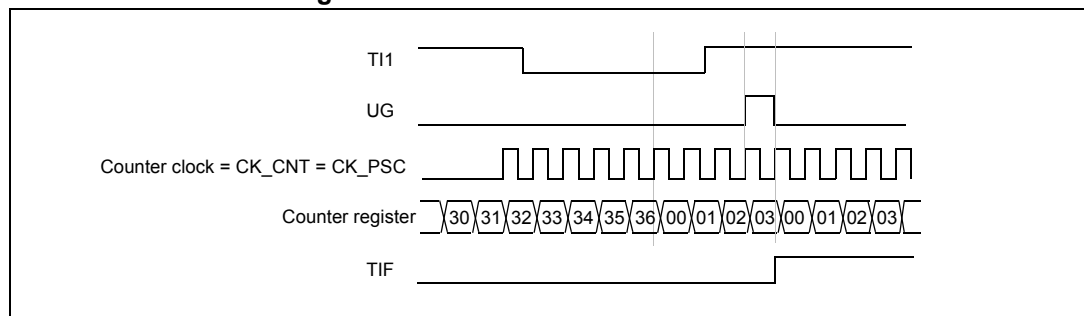 g
TI1
UG
Counter clock = CK_CNT = CK_PSC
Counter register 30 31 32 33 34 35 36 00 01 02 03 00 01 02 03
TIF